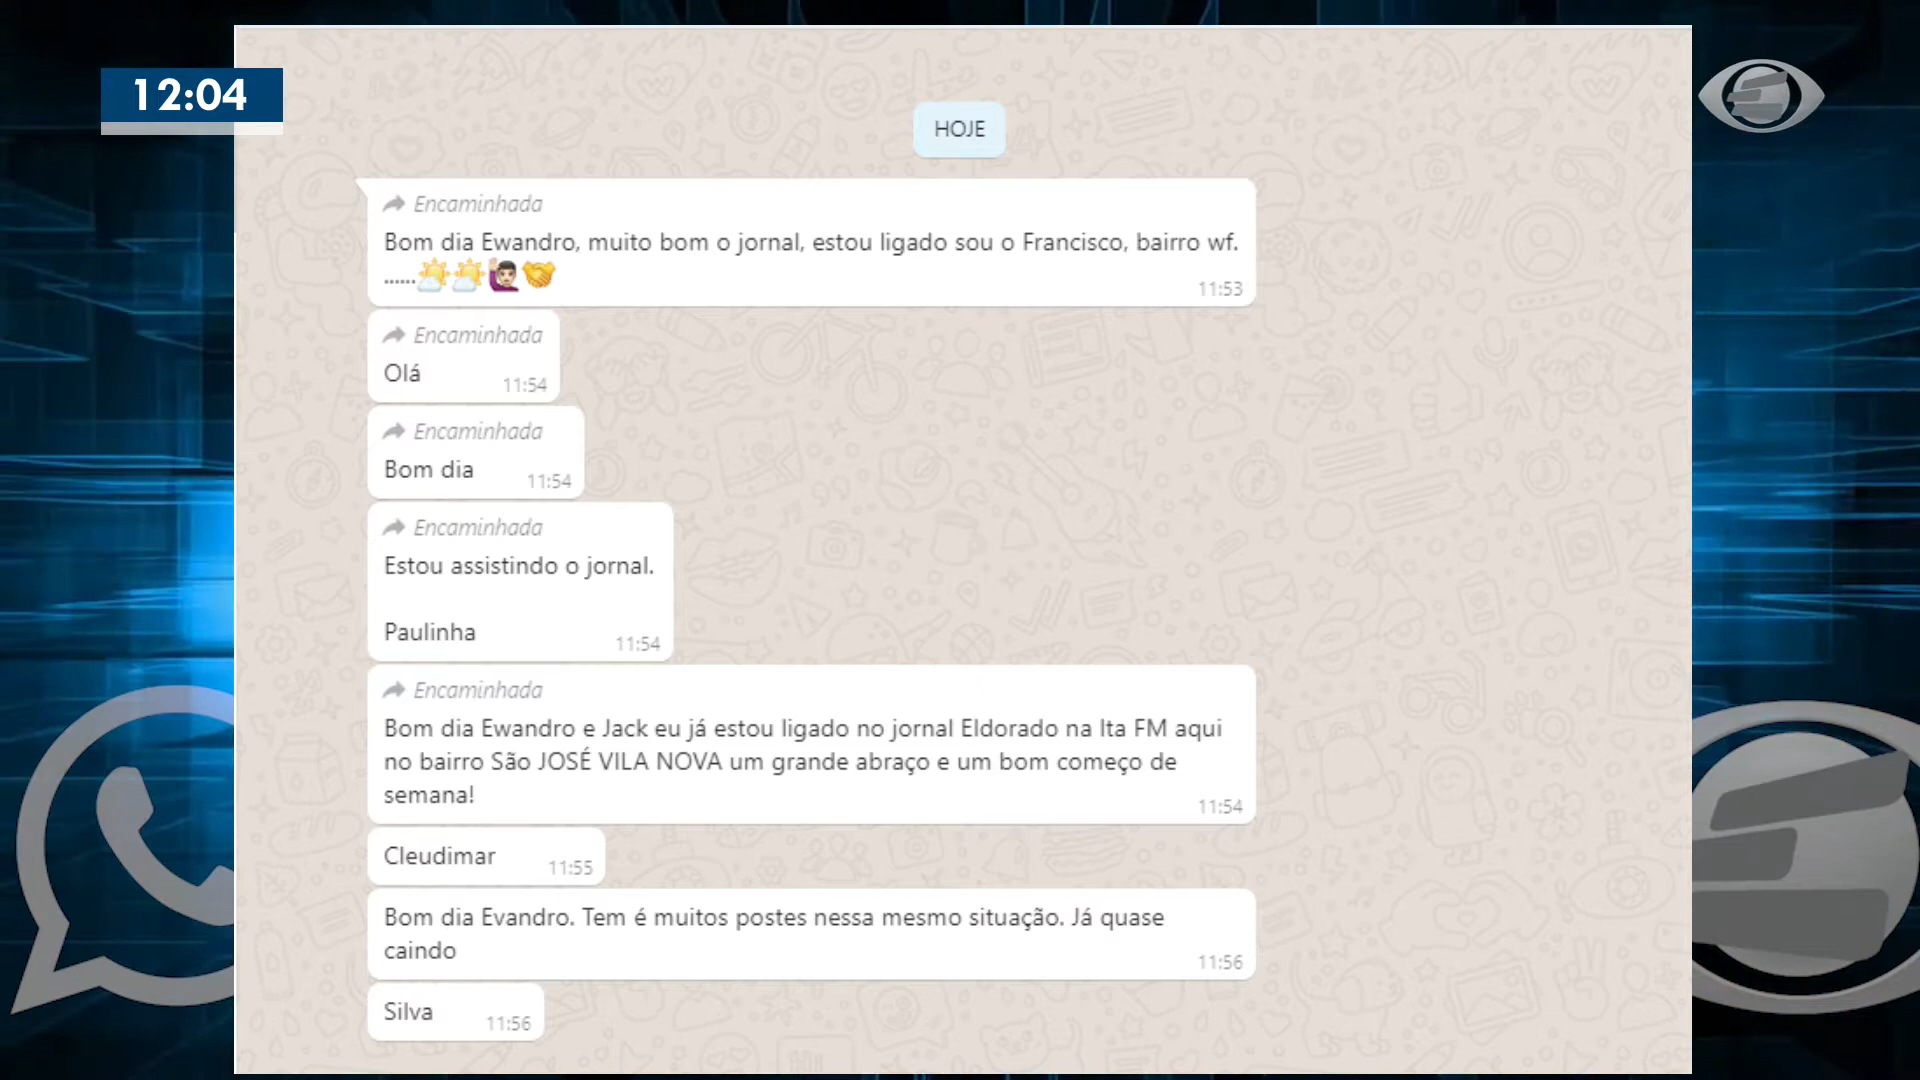 12:04
HOJE
Encaminhada
Bom dia Ewandro, muito bom o jornal, estou ligado sou o Francisco, bairro wf.
......🌤️🌤️🙋🏻‍♂️🤝
11:53
Encaminhada
Olá
11:54
Encaminhada
Bom dia
11:54
Encaminhada
Estou assistindo o jornal.
Paulinha
11:54
Encaminhada
Bom dia Ewandro e Jack eu já estou ligado no jornal Eldorado na Ita FM aqui
no bairro São JOSÉ VILA NOVA um grande abraço e um bom começo de
semana!
11:54
Cleudimar
11:55
Bom dia Evandro. Tem é muitos postes nessa mesmo situação. Já quase
caindo
11:56
Silva
11:56